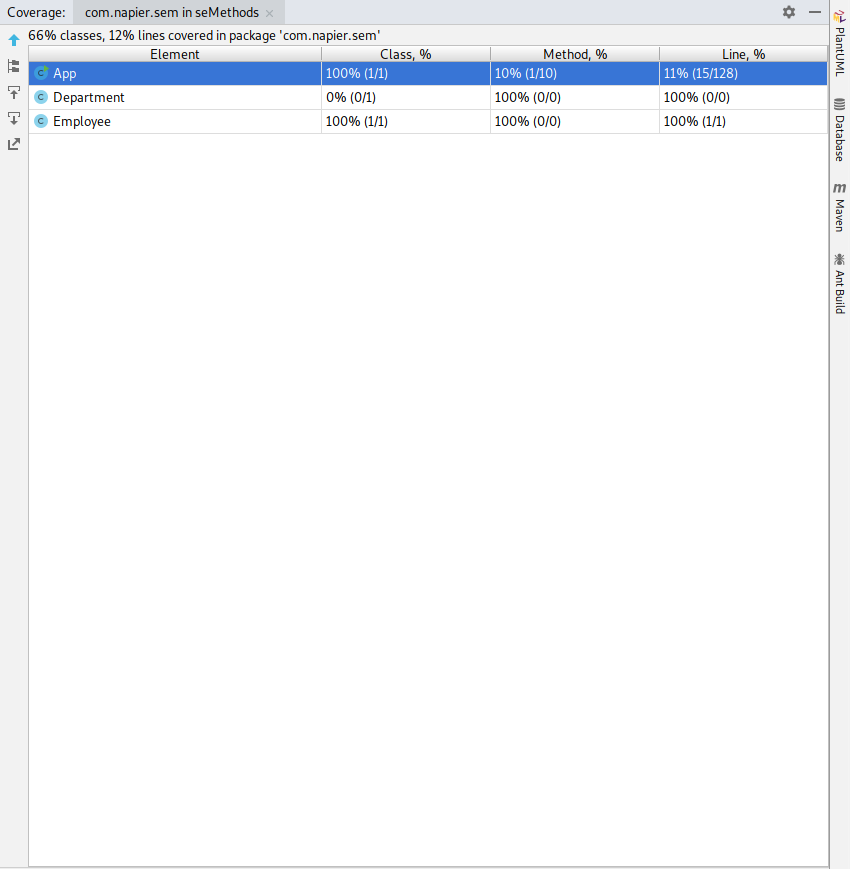 Coverage: com.napier.sem in seMethods
66% classes, 12% lines covered in package 'com.napier.sem'
Element Class, % Method, % Line, %
App 100% (1/1) 10% (1/10) 11% (15/128)
Department 0% (0/1) 100% (0/0) 100% (0/0)
Employee 100% (1/1) 100% (0/0) 100% (1/1)
PlantUML
Database
Maven
Ant Build